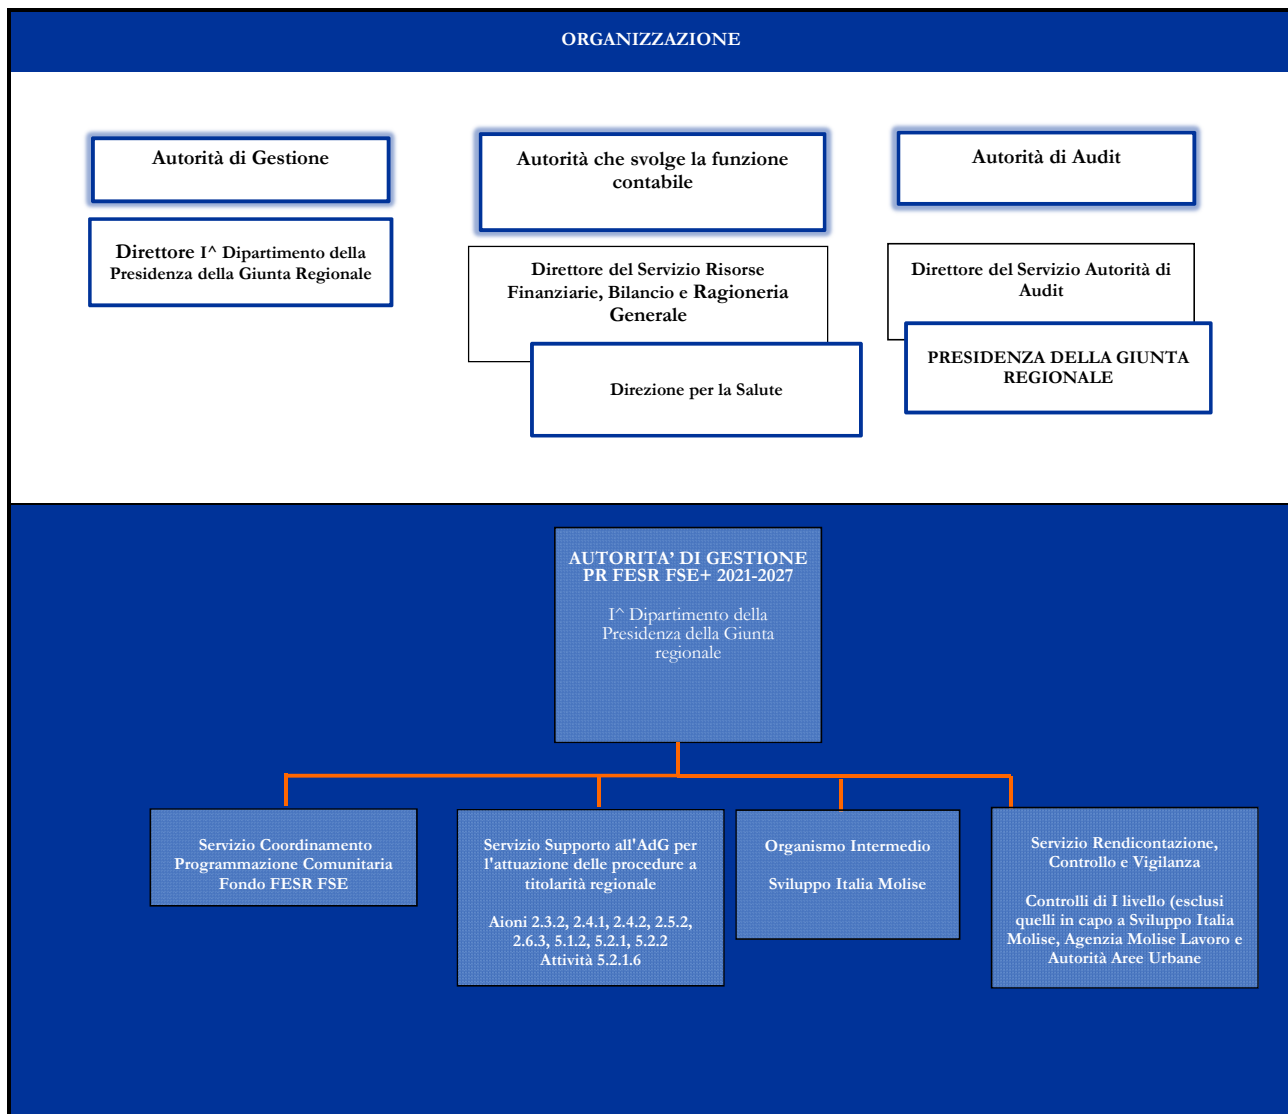 ORGANIZZAZIONE
Autorità di Gestione
Direttore I^ Dipartimento della
Presidenza della Giunta Regionale
Autorità che svolge la funzione
contabile
Direttore del Servizio Risorse
Finanziarie, Bilancio e Ragioneria
Generale
Direzione per la Salute
Autorità di Audit
Direttore del Servizio Autorità di
Audit
PRESIDENZA DELLA GIUNTA
REGIONALE
AUTORITA’ DI GESTIONE
PR FESR FSE+ 2021-2027
I^ Dipartimento della
Presidenza della Giunta
regionale
Servizio Coordinamento
Programmazione Comunitaria
Fondo FESR FSE
Servizio Supporto all'AdG per
l'attuazione delle procedure a
titolarità regionale
Aioni 2.3.2, 2.4.1, 2.4.2, 2.5.2,
2.6.3, 5.1.2, 5.2.1, 5.2.2
Attività 5.2.1.6
Organismo Intermedio
Sviluppo Italia Molise
Servizio Rendicontazione,
Controllo e Vigilanza
Controlli di I livello (esclusi
quelli in capo a Sviluppo Italia
Molise, Agenzia Molise Lavoro e
Autorità Aree Urbane